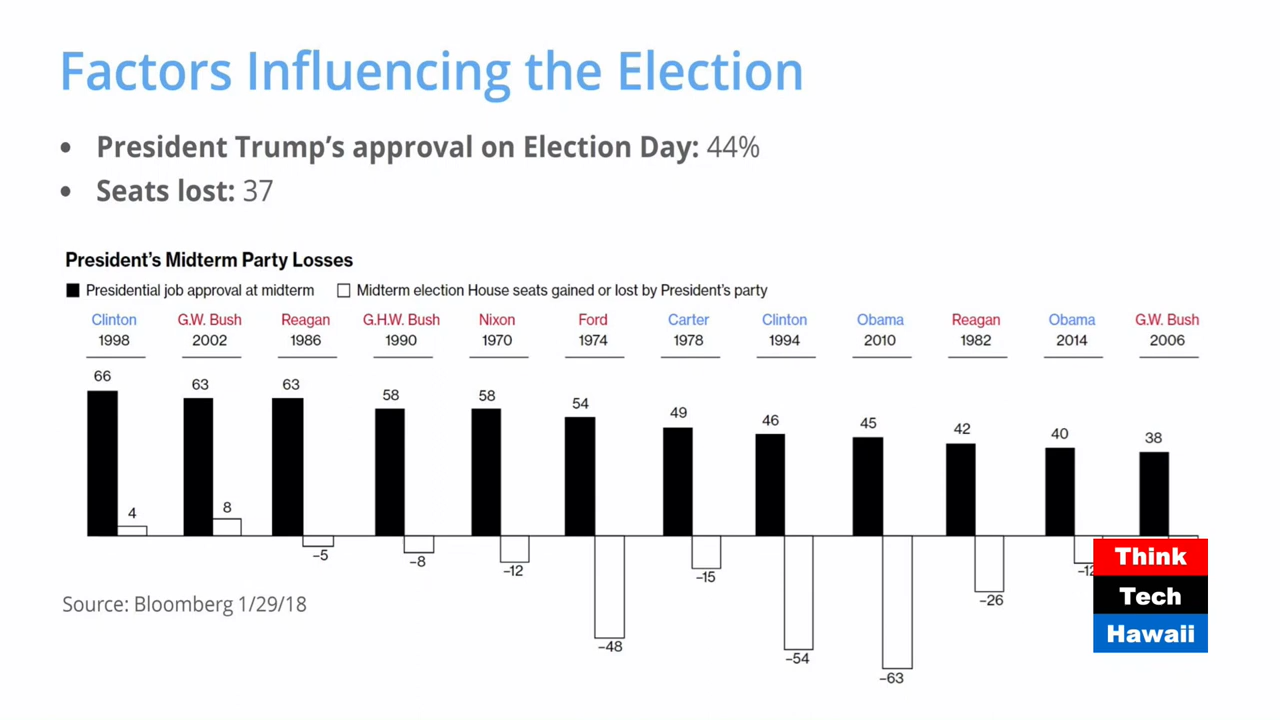 Factors Influencing the Election
• President Trump’s approval on Election Day: 44%
• Seats lost: 37
President’s Midterm Party Losses
Presidential job approval at midterm Midterm election House seats gained or lost by President’s party
Clinton G.W. Bush Reagan G.H.W. Bush Nixon Ford Carter Clinton Obama Reagan Obama G.W. Bush
1998 2002 1986 1990 1970 1974 1978 1994 2010 1982 2014 2006
66 63 63 58 58 54 49 46 45 42 40 38
4 8 –5 –8 –12 –48 –15 –54 –63 –26
Source: Bloomberg 1/29/18
Think
Tech
Hawaii